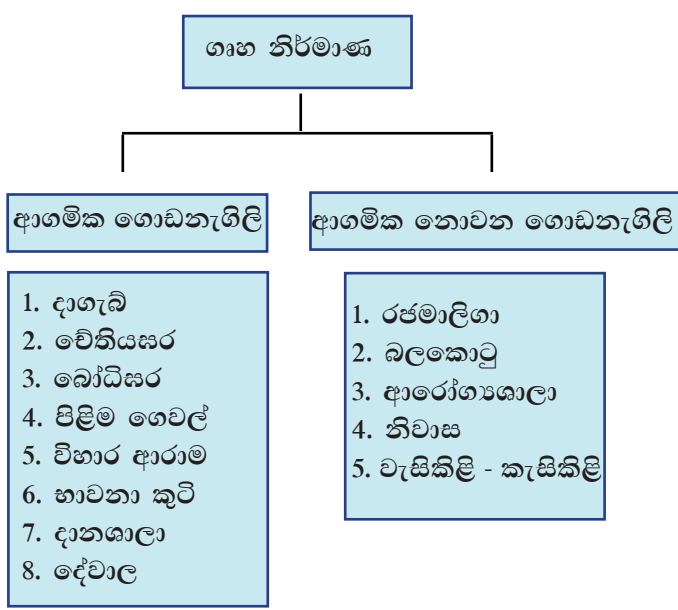 ගෘහ නිර්මාණ
ආගමික ගොඩනැගිලි
1. දාගැබ්
2. චේතියඝර
3. බෝධිඝර
4. පිළිම ගෙවල්
5. විහාර ආරාම
6. භාවනා කුටි
7. දානශාලා
8. දේවාල
ආගමික නොවන ගොඩනැගිලි
1. රජමාලිගා
2. බලකොටු
3. ආරෝග්‍යශාලා
4. නිවාස
5. වැසිකිළි - කැසිකිළි